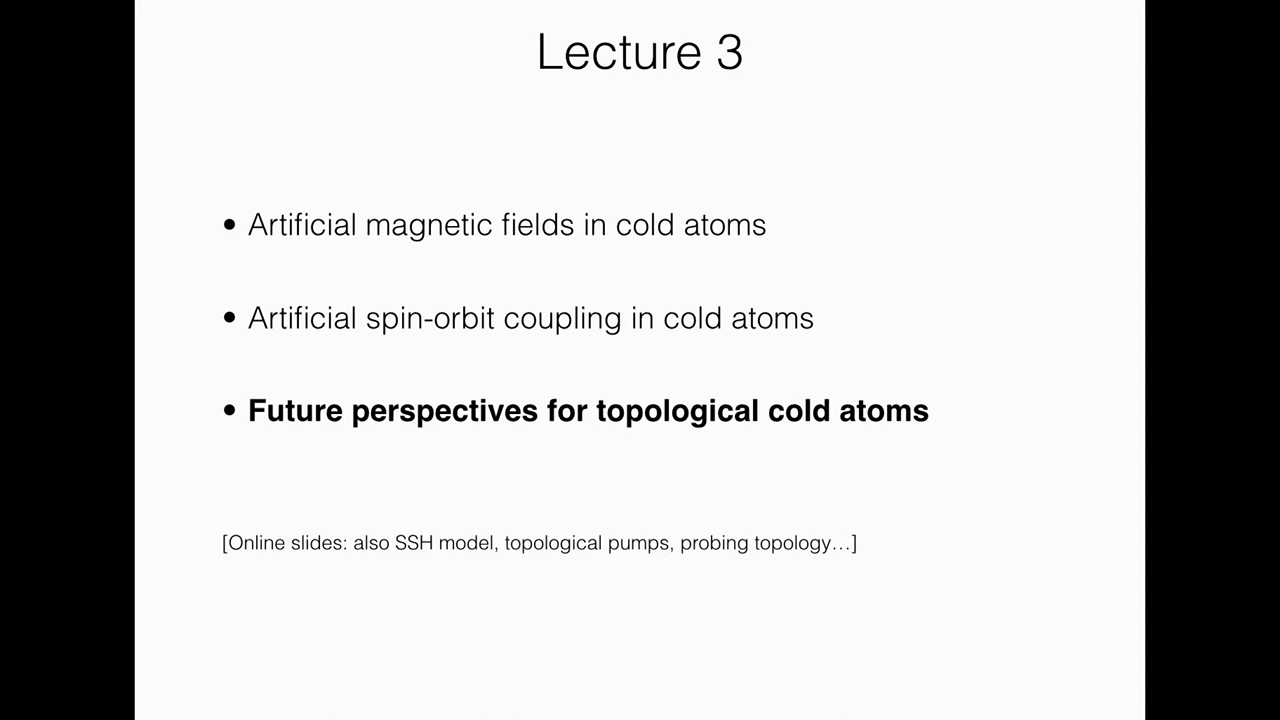 Lecture 3
• Artificial magnetic fields in cold atoms
• Artificial spin-orbit coupling in cold atoms
• Future perspectives for topological cold atoms
[Online slides: also SSH model, topological pumps, probing topology…]